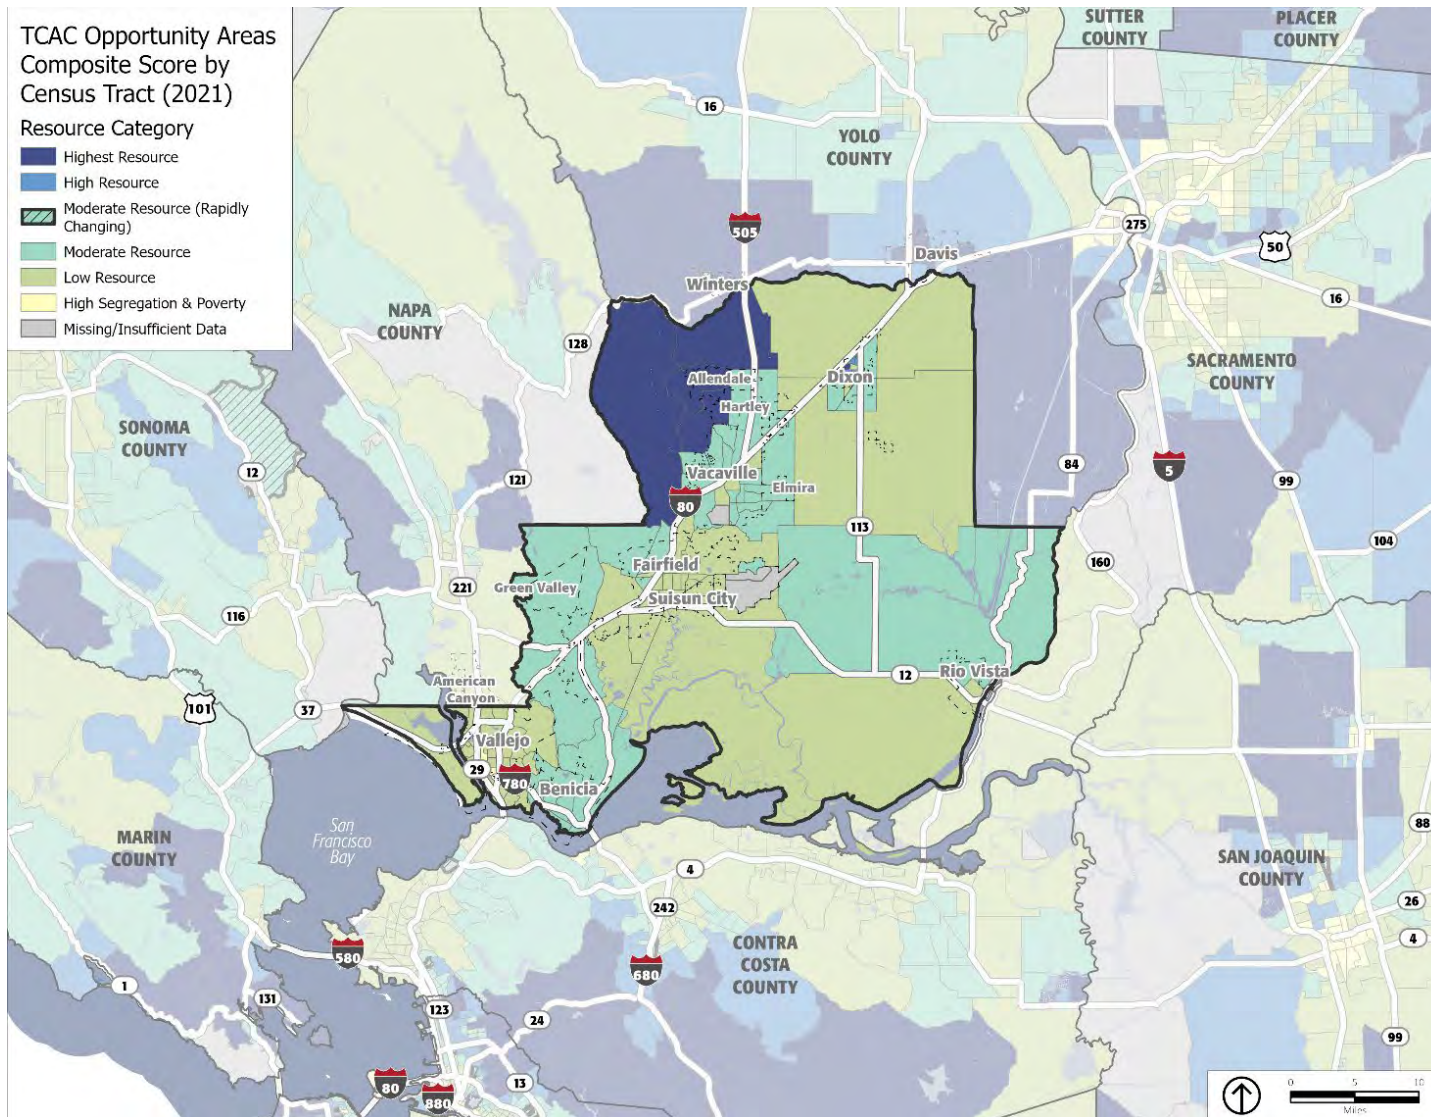 TCAC Opportunity Areas
Composite Score by
Census Tract (2021)
Resource Category
Highest Resource
High Resource
Moderate Resource (Rapidly
Changing)
Moderate Resource
Low Resource
High Segregation & Poverty
Missing/Insufficient Data
SUTTER
COUNTY
PLACER
COUNTY
16
YOLO
COUNTY
505
275
50
Davis
Winters
16
NAPA
COUNTY
128
SACRAMENTO
COUNTY
Allendale
Dixon
Hartley
SONOMA
COUNTY
12
121
Vacaville
Elmira
80
84
5
99
113
104
Fairfield
160
Green Valley
221
Suisun City
116
12
Rio Vista
American
Canyon
101
37
Vallejo
29
780
Benicia
San
Francisco
Bay
MARIN
COUNTY
88
SAN JOAQUIN
COUNTY
4
242
26
4
CONTRA
COSTA
COUNTY
580
680
1
131
123
24
99
13
80
880
0
5
10
Miles